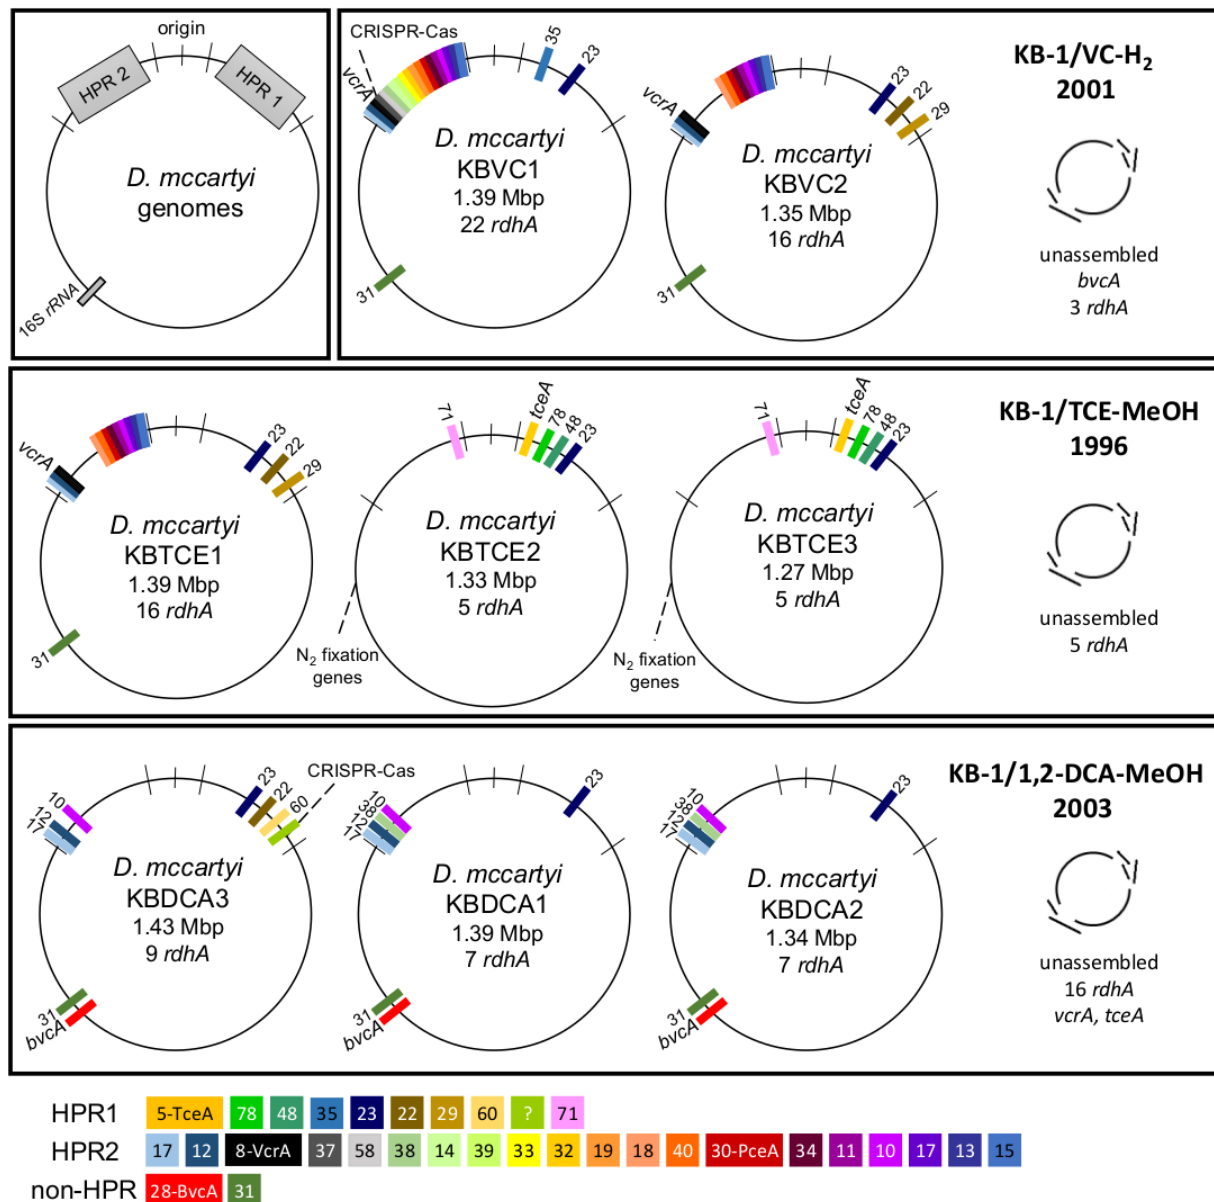 origin
HPR 2
HPR 1
D. mccartyi
genomes
16S rRNA
CRISPR-Cas
vcrA
35
23
D. mccartyi
KBVC1
1.39 Mbp
22 rdhA
31
vcrA
23
22
29
D. mccartyi
KBVC2
1.35 Mbp
16 rdhA
31
KB-1/VC-H₂
2001
unassembled
bvcA
3 rdhA
vcrA
23
22
29
D. mccartyi
KBTCE1
1.39 Mbp
16 rdhA
31
71
tceA
78
48
23
D. mccartyi
KBTCE2
1.33 Mbp
5 rdhA
N₂ fixation
genes
71
tceA
78
48
23
D. mccartyi
KBTCE3
1.27 Mbp
5 rdhA
N₂ fixation
genes
KB-1/TCE-MeOH
1996
unassembled
5 rdhA
10
12
17
23
22
60
CRISPR-Cas
D. mccartyi
KBDCA3
1.43 Mbp
9 rdhA
31
bvcA
10
38
12
17
23
D. mccartyi
KBDCA1
1.39 Mbp
7 rdhA
31
bvcA
10
38
12
17
23
D. mccartyi
KBDCA2
1.34 Mbp
7 rdhA
31
bvcA
KB-1/1,2-DCA-MeOH
2003
unassembled
16 rdhA
vcrA, tceA
HPR1 5-TceA 78 48 35 23 22 29 60 ? 71
HPR2 17 12 8-VcrA 37 58 38 14 39 33 32 19 18 40 30-PceA 34 11 10 17 13 15
non-HPR 28-BvcA 31